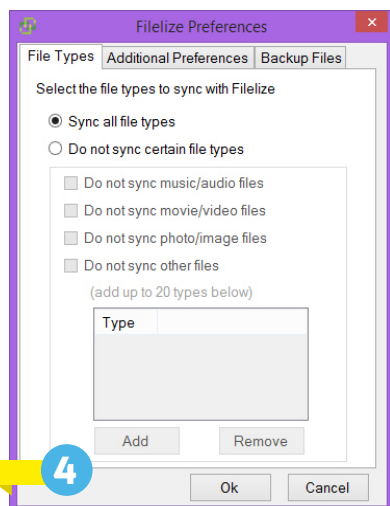 Filelize Preferences
×
File Types Additional Preferences Backup Files
Select the file types to sync with Filelize
Sync all file types
Do not sync certain file types
Do not sync music/audio files
Do not sync movie/video files
Do not sync photo/image files
Do not sync other files
(add up to 20 types below)
Type
Add Remove
4
Ok Cancel